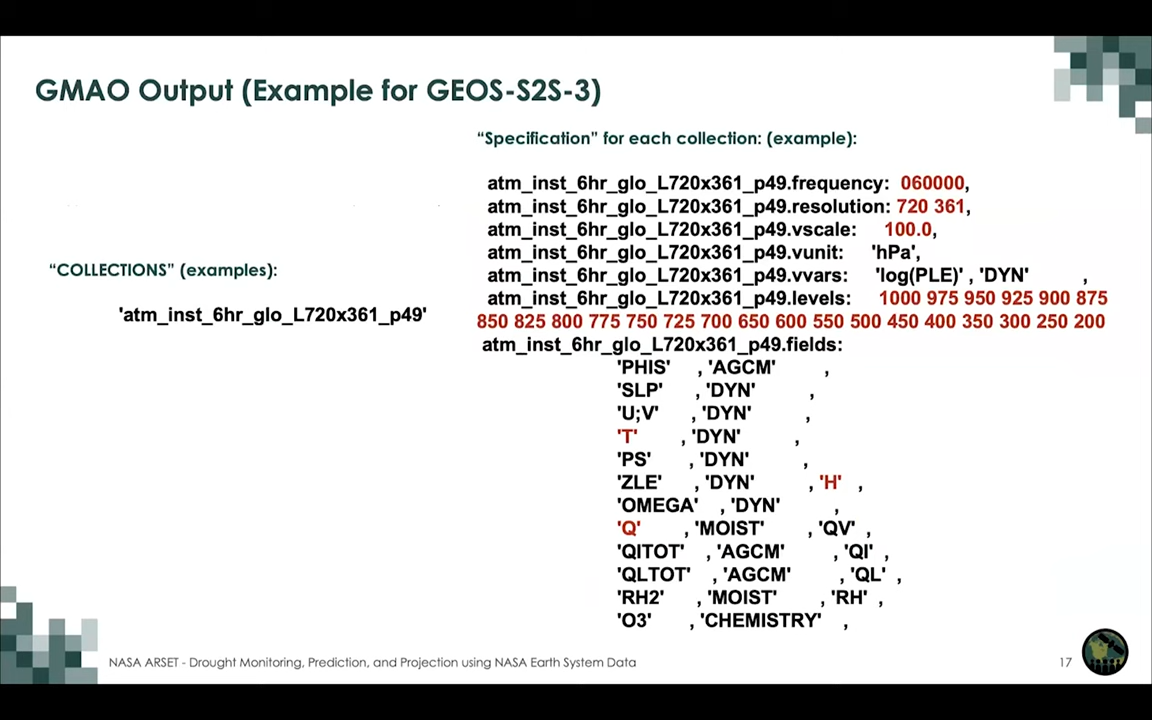 GMAO Output (Example for GEOS-S2S-3)
“COLLECTIONS” (examples):
'atm_inst_6hr_glo_L720x361_p49'
“Specification” for each collection: (example):
atm_inst_6hr_glo_L720x361_p49.frequency: 060000,
atm_inst_6hr_glo_L720x361_p49.resolution: 720 361,
atm_inst_6hr_glo_L720x361_p49.vscale: 100.0,
atm_inst_6hr_glo_L720x361_p49.vunit: 'hPa',
atm_inst_6hr_glo_L720x361_p49.vvars: 'log(PLE)' , 'DYN' ,
atm_inst_6hr_glo_L720x361_p49.levels: 1000 975 950 925 900 875
850 825 800 775 750 725 700 650 600 550 500 450 400 350 300 250 200
atm_inst_6hr_glo_L720x361_p49.fields:
'PHIS' , 'AGCM' ,
'SLP' , 'DYN' ,
'U;V' , 'DYN' ,
'T' , 'DYN' ,
'PS' , 'DYN' ,
'ZLE' , 'DYN' , 'H' ,
'OMEGA' , 'DYN' ,
'Q' , 'MOIST' , 'QV' ,
'QITOT' , 'AGCM' , 'QI' ,
'QLTOT' , 'AGCM' , 'QL' ,
'RH2' , 'MOIST' , 'RH' ,
'O3' , 'CHEMISTRY' ,
NASA ARSET - Drought Monitoring, Prediction, and Projection using NASA Earth System Data
17